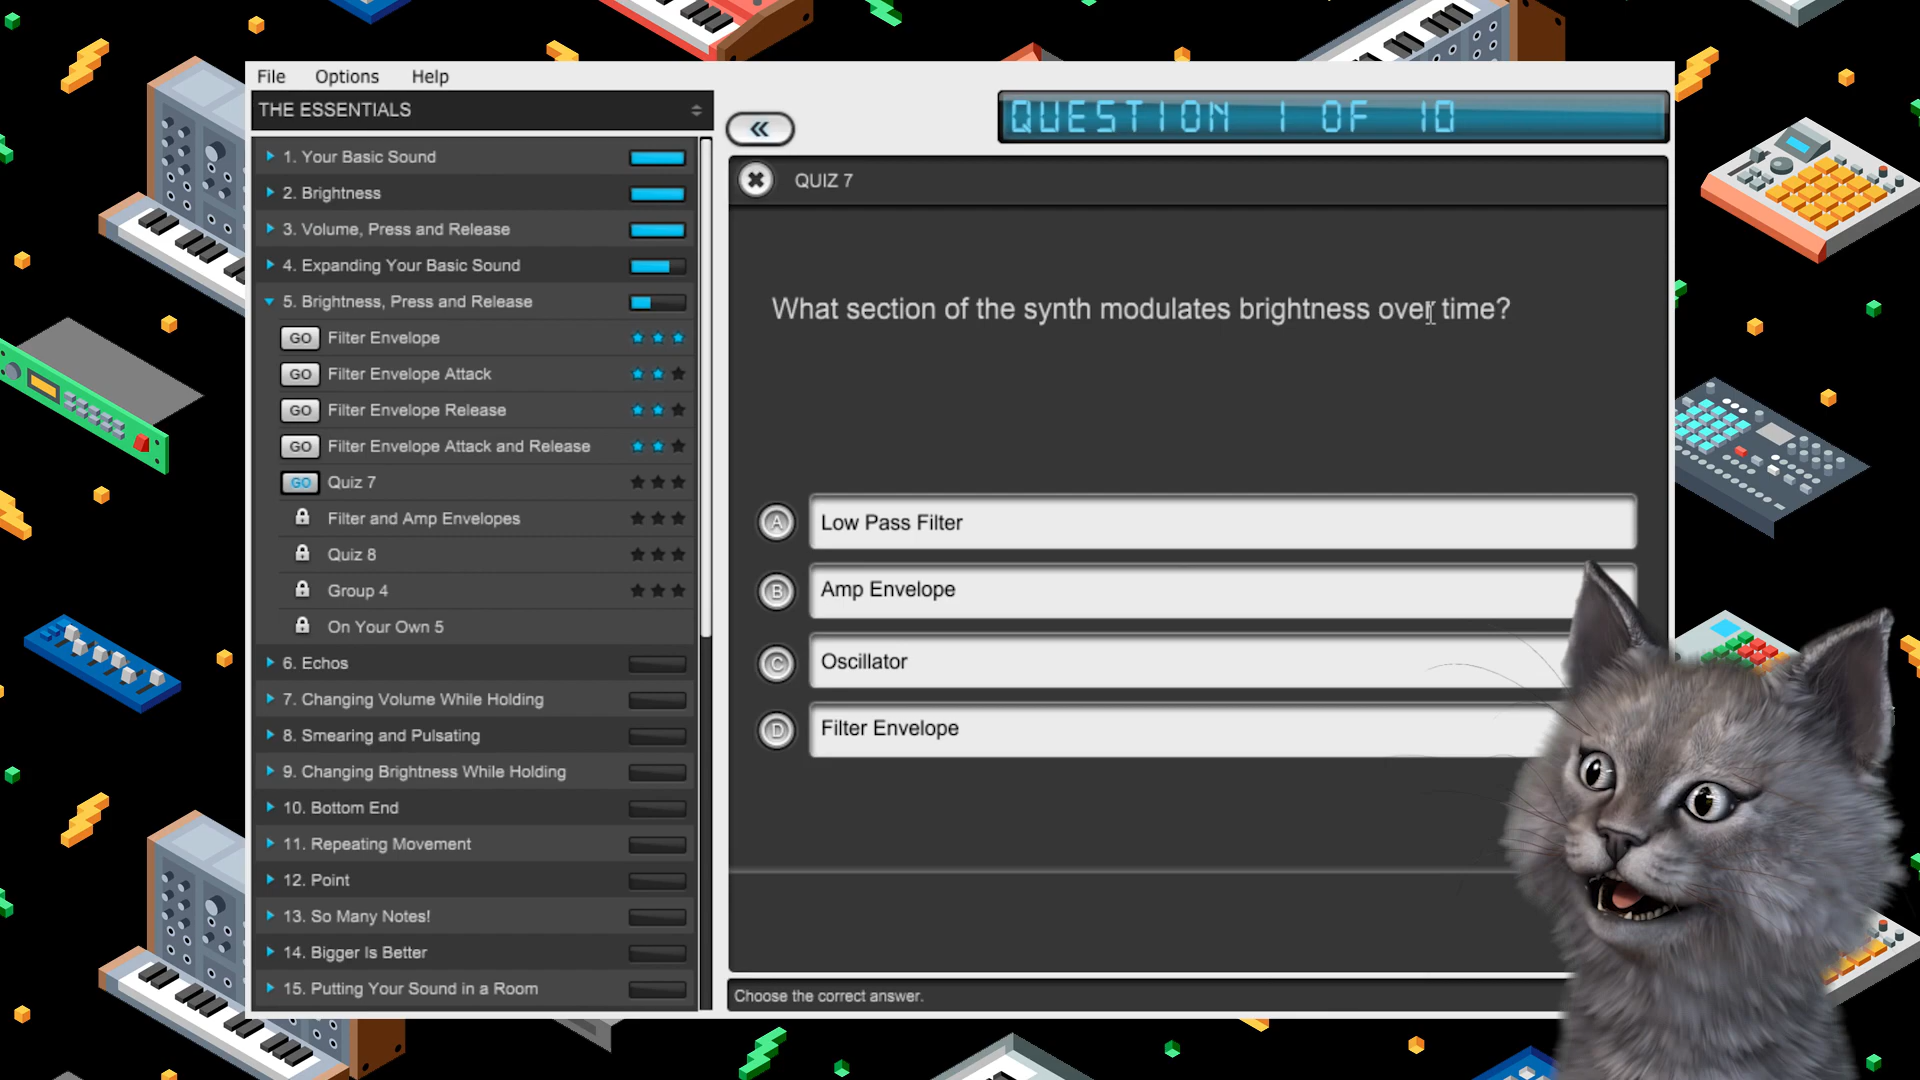 File Options Help
THE ESSENTIALS
QUESTION 1 OF 10
1. Your Basic Sound
2. Brightness
3. Volume, Press and Release
4. Expanding Your Basic Sound
5. Brightness, Press and Release
GO Filter Envelope
GO Filter Envelope Attack
GO Filter Envelope Release
GO Filter Envelope Attack and Release
GO Quiz 7
Filter and Amp Envelopes
Quiz 8
Group 4
On Your Own 5
6. Echos
7. Changing Volume While Holding
8. Smearing and Pulsating
9. Changing Brightness While Holding
10. Bottom End
11. Repeating Movement
12. Point
13. So Many Notes!
14. Bigger Is Better
15. Putting Your Sound in a Room
QUIZ 7
What section of the synth modulates brightness over time?
A Low Pass Filter
B Amp Envelope
C Oscillator
D Filter Envelope
Choose the correct answer.